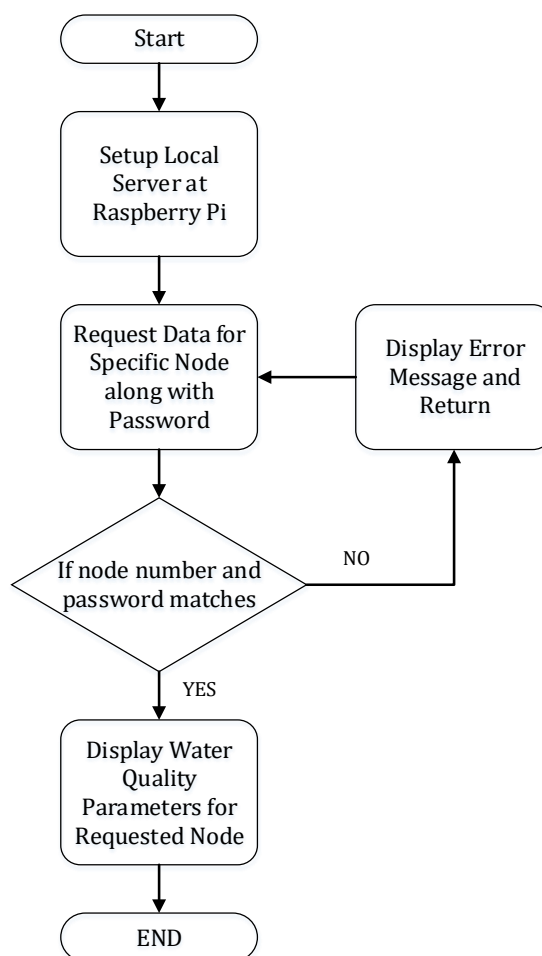 Start
Setup Local
Server at
Raspberry Pi
Request Data for
Specific Node
along with
Password
Display Error
Message and
Return
If node number and
password matches
NO
YES
Display Water
Quality
Parameters for
Requested Node
END